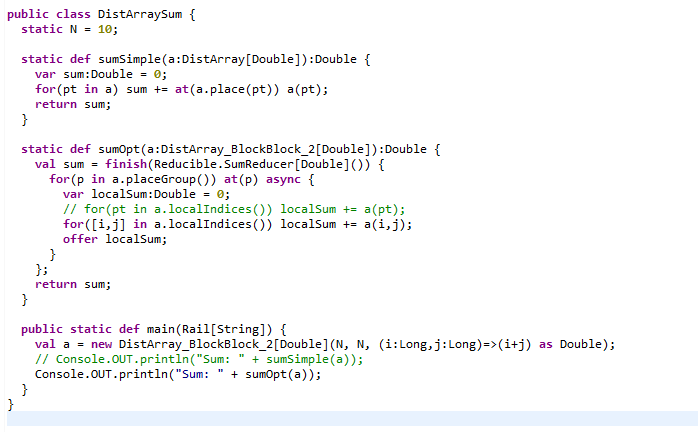 public class DistArraySum {
  static N = 10;

  static def sumSimple(a:DistArray[Double]):Double {
    var sum:Double = 0;
    for(pt in a) sum += at(a.place(pt)) a(pt);
    return sum;
  }

  static def sumOpt(a:DistArray_BlockBlock_2[Double]):Double {
    val sum = finish(Reducible.SumReducer[Double]()) {
      for(p in a.placeGroup()) at(p) async {
        var localSum:Double = 0;
        // for(pt in a.localIndices()) localSum += a(pt);
        for([i,j] in a.localIndices()) localSum += a(i,j);
        offer localSum;
      }
    };
    return sum;
  }

  public static def main(Rail[String]) {
    val a = new DistArray_BlockBlock_2[Double](N, N, (i:Long,j:Long)=>(i+j) as Double);
    // Console.OUT.println("Sum: " + sumSimple(a));
    Console.OUT.println("Sum: " + sumOpt(a));
  }
}